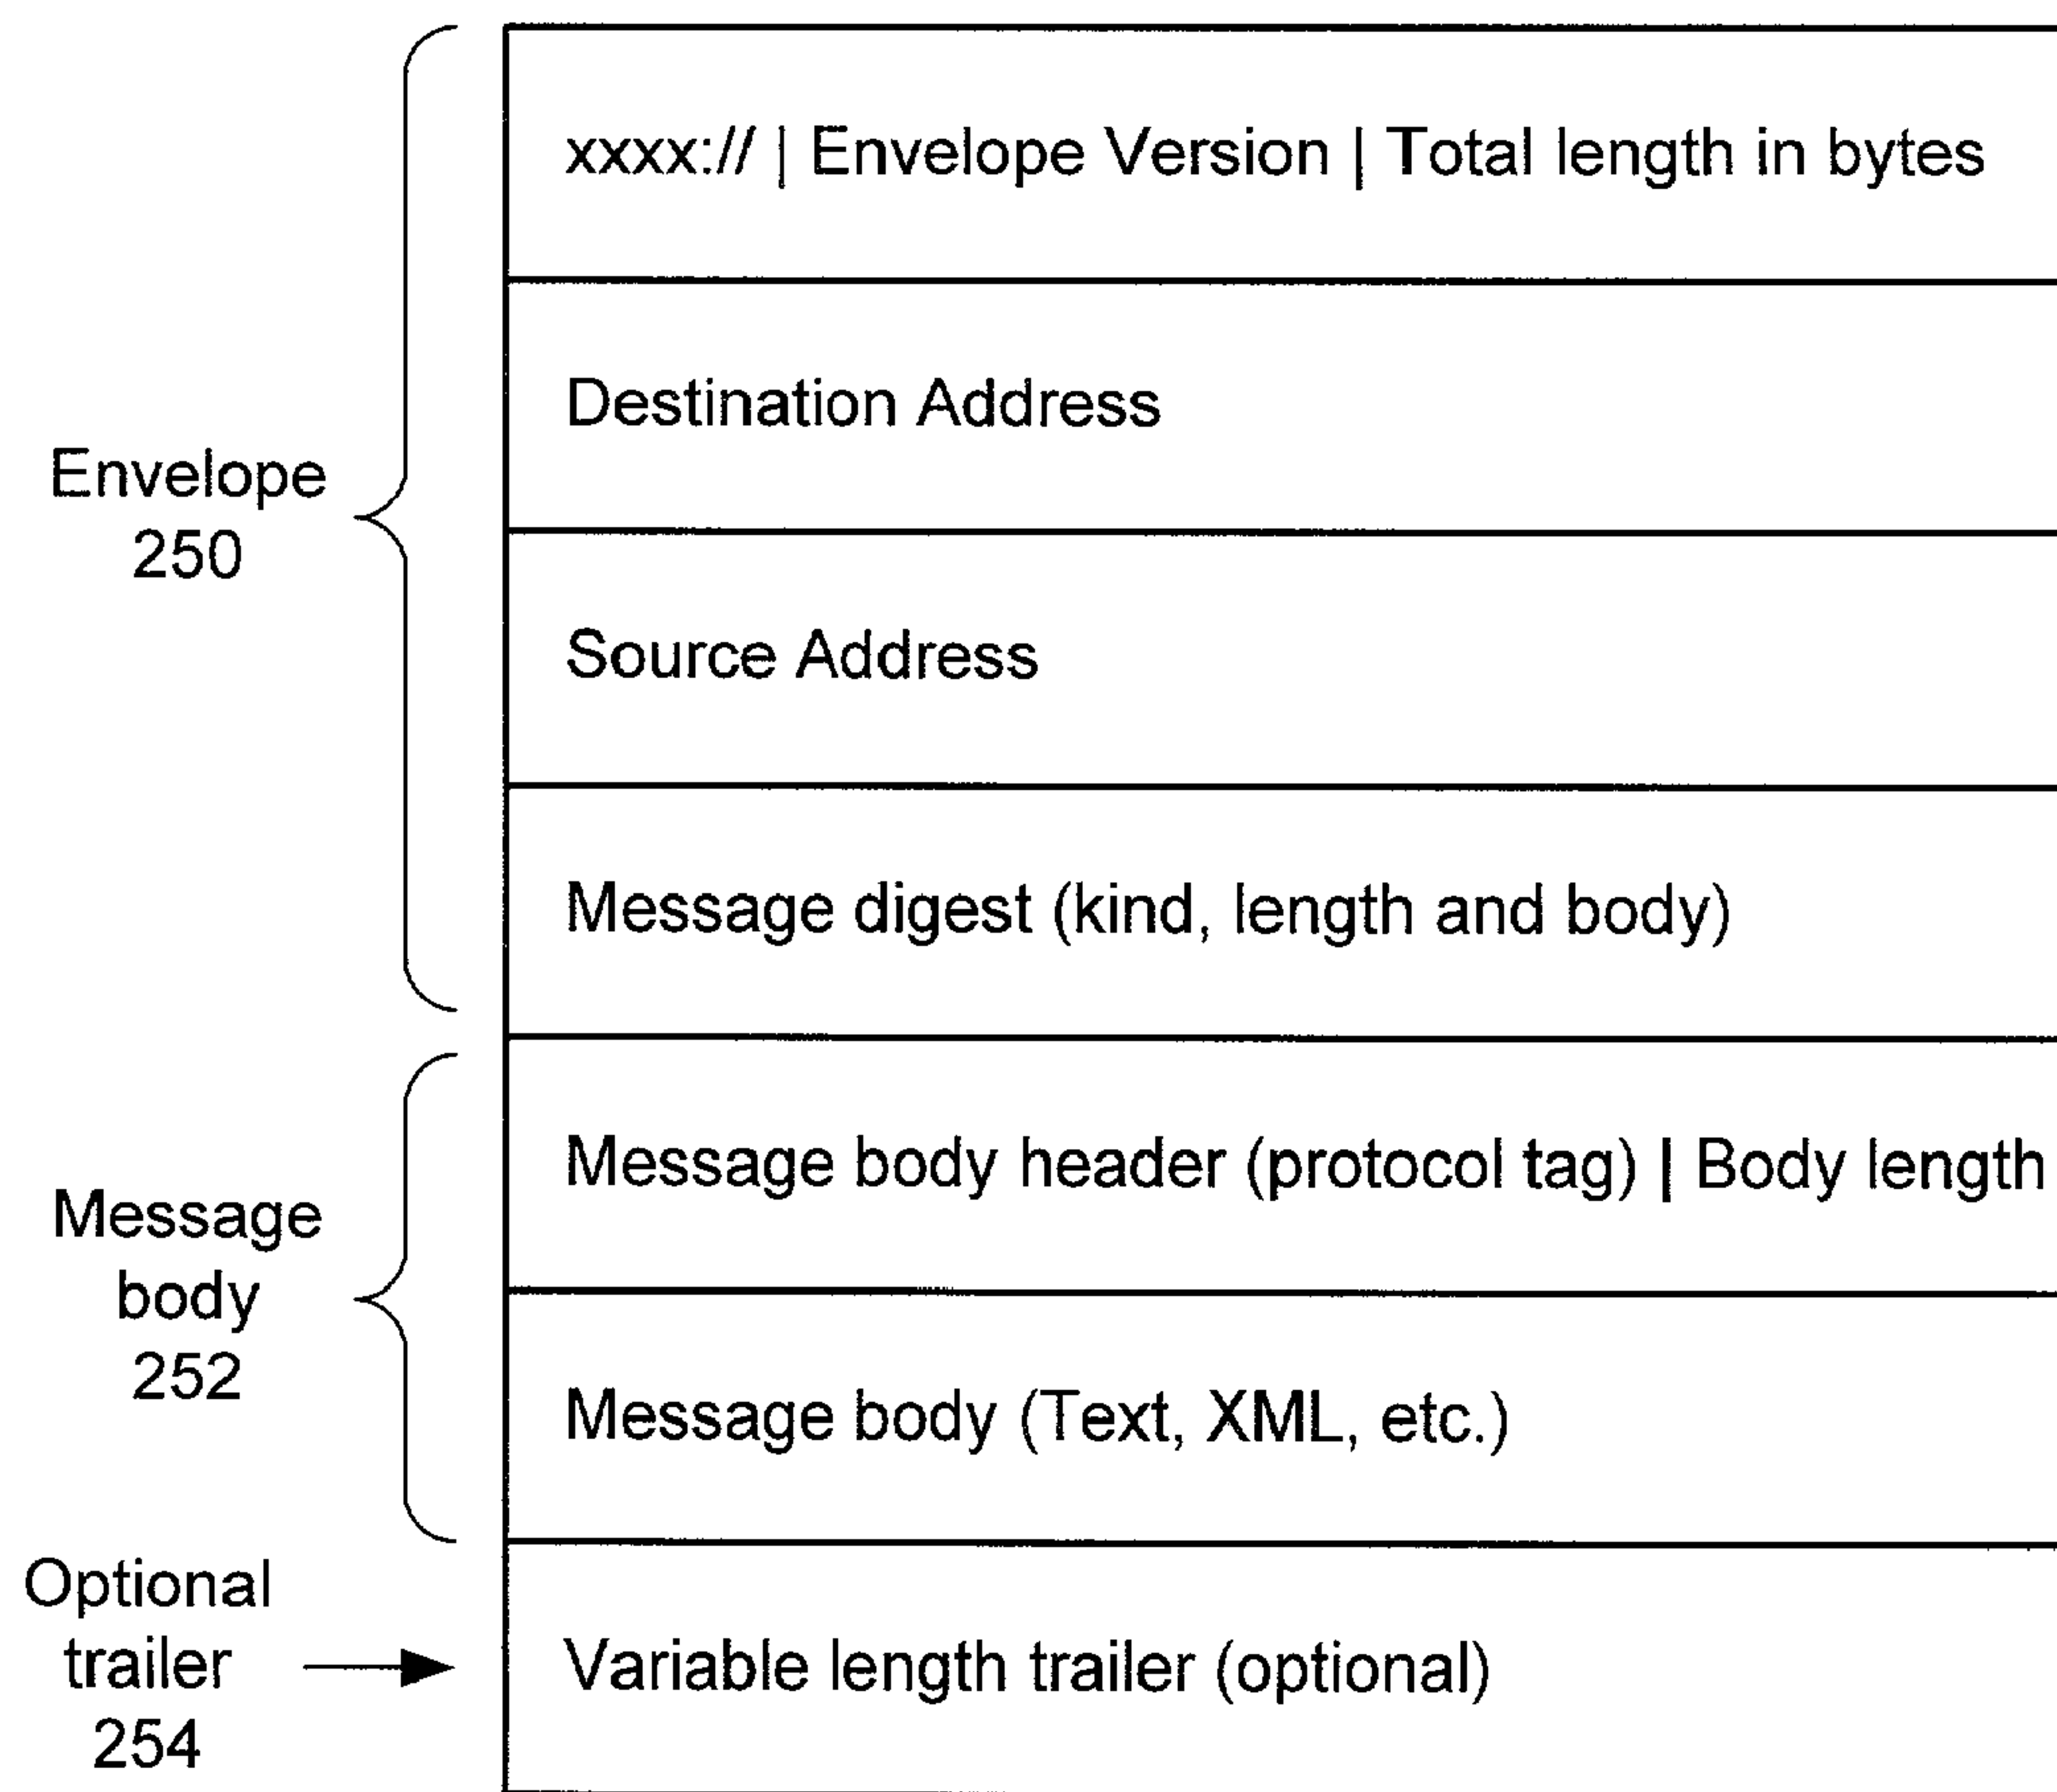 xxxx:// | Envelope Version | Total length in bytes
Destination Address
Envelope
250
Source Address
Message digest (kind, length and body)
Message body header (protocol tag) | Body length
Message
body
252
Message body (Text, XML, etc.)
Optional
trailer
254
Variable length trailer (optional)